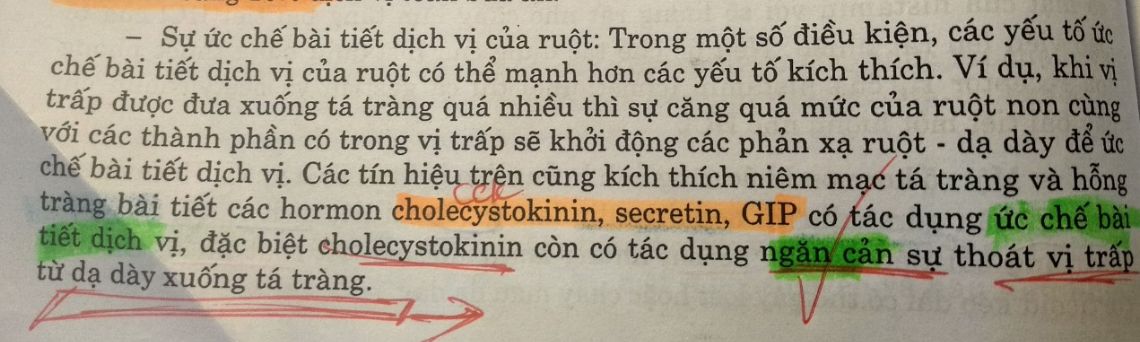 – Sự ức chế bài tiết dịch vị của ruột: Trong một số điều kiện, các yếu tố ức
chế bài tiết dịch vị của ruột có thể mạnh hơn các yếu tố kích thích. Ví dụ, khi vị
trấp được đưa xuống tá tràng quá nhiều thì sự căng quá mức của ruột non cùng
với các thành phần có trong vị trấp sẽ khởi động các phản xạ ruột - dạ dày để ức
chế bài tiết dịch vị. Các tín hiệu trên cũng kích thích niêm mạc tá tràng và hỗng
CCK
tràng bài tiết các hormon cholecystokinin, secretin, GIP có tác dụng ức chế bài
tiết dịch vị, đặc biệt cholecystokinin còn có tác dụng ngăn cản sự thoát vị trấp
từ dạ dày xuống tá tràng.